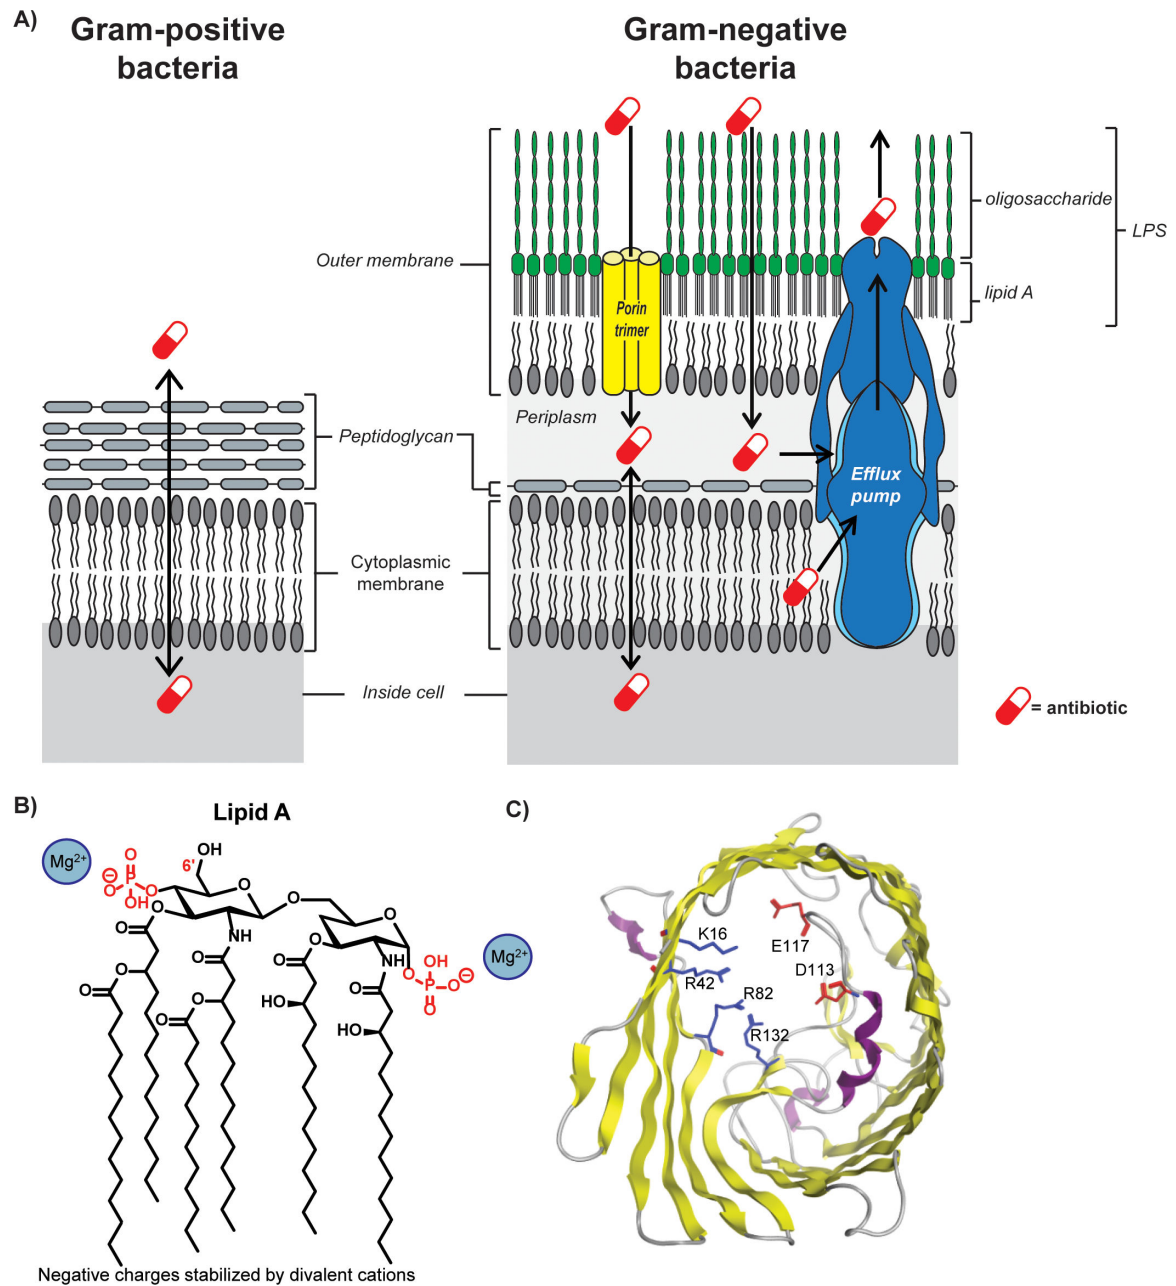 A)
Gram-positive
bacteria
Gram-negative
bacteria
oligosaccharide
LPS
Outer membrane
lipid A
Porin
trimer
Periplasm
Peptidoglycan
Efflux
pump
Cytoplasmic
membrane
Inside cell
= antibiotic
B)
Lipid A
Mg2+
O
P
⊖
O
OH
O
6'
OH
O
O
O
O
O
NH
O
O
O
O
O
O
HO
O
NH
O
HO
O
OH
P
O
⊖
O
Mg2+
Negative charges stabilized by divalent cations
C)
K16
E117
R42
D113
R82
R132